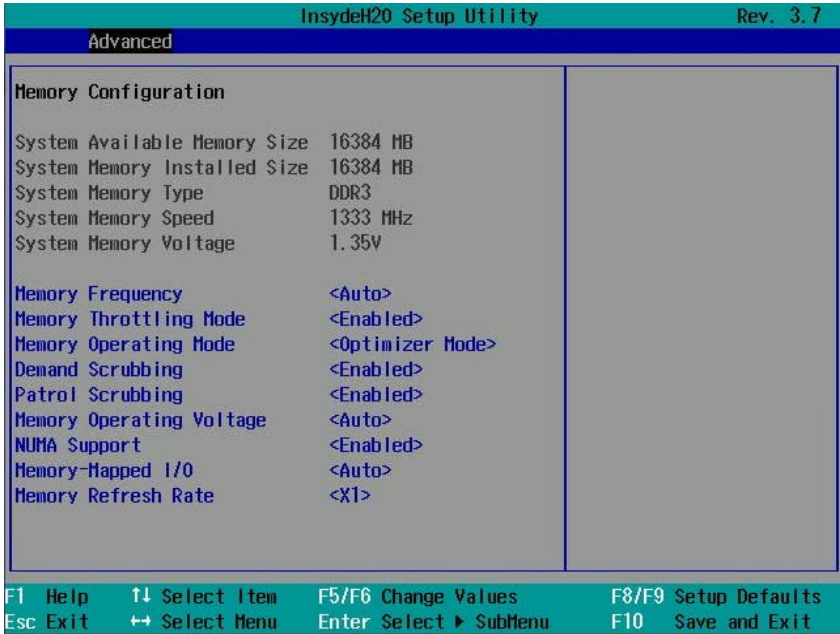 InsydeH20 Setup Utility Rev. 3.7
Advanced
Memory Configuration
System Available Memory Size 16384 MB
System Memory Installed Size 16384 MB
System Memory Type DDR3
System Memory Speed 1333 MHz
System Memory Voltage 1.35V
Memory Frequency <Auto>
Memory Throttling Mode <Enabled>
Memory Operating Mode <Optimizer Mode>
Demand Scrubbing <Enabled>
Patrol Scrubbing <Enabled>
Memory Operating Voltage <Auto>
NUMA Support <Enabled>
Memory-Mapped I/O <Auto>
Memory Refresh Rate <X1>
F1 Help ↑↓ Select Item F5/F6 Change Values F8/F9 Setup Defaults
Esc Exit ↔ Select Menu Enter Select ▶ SubMenu F10 Save and Exit